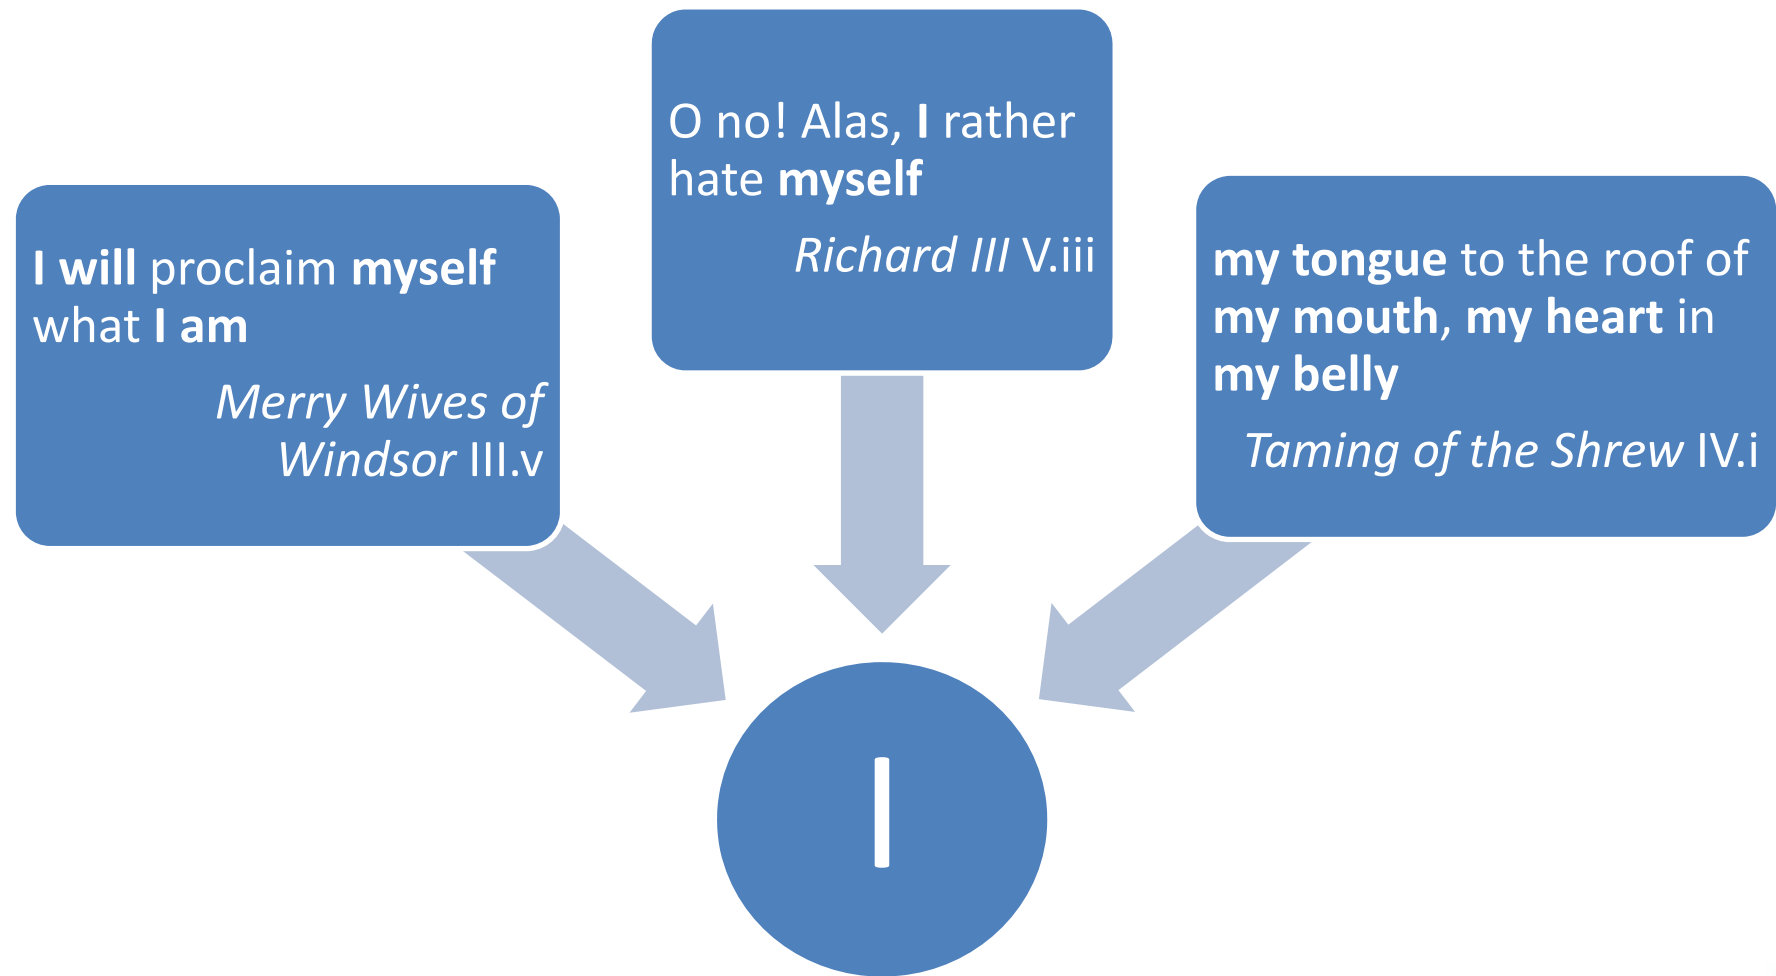 I will proclaim myself
what I am
Merry Wives of
Windsor III.v
O no! Alas, I rather
hate myself
Richard III V.iii
my tongue to the roof of
my mouth, my heart in
my belly
Taming of the Shrew IV.i
I